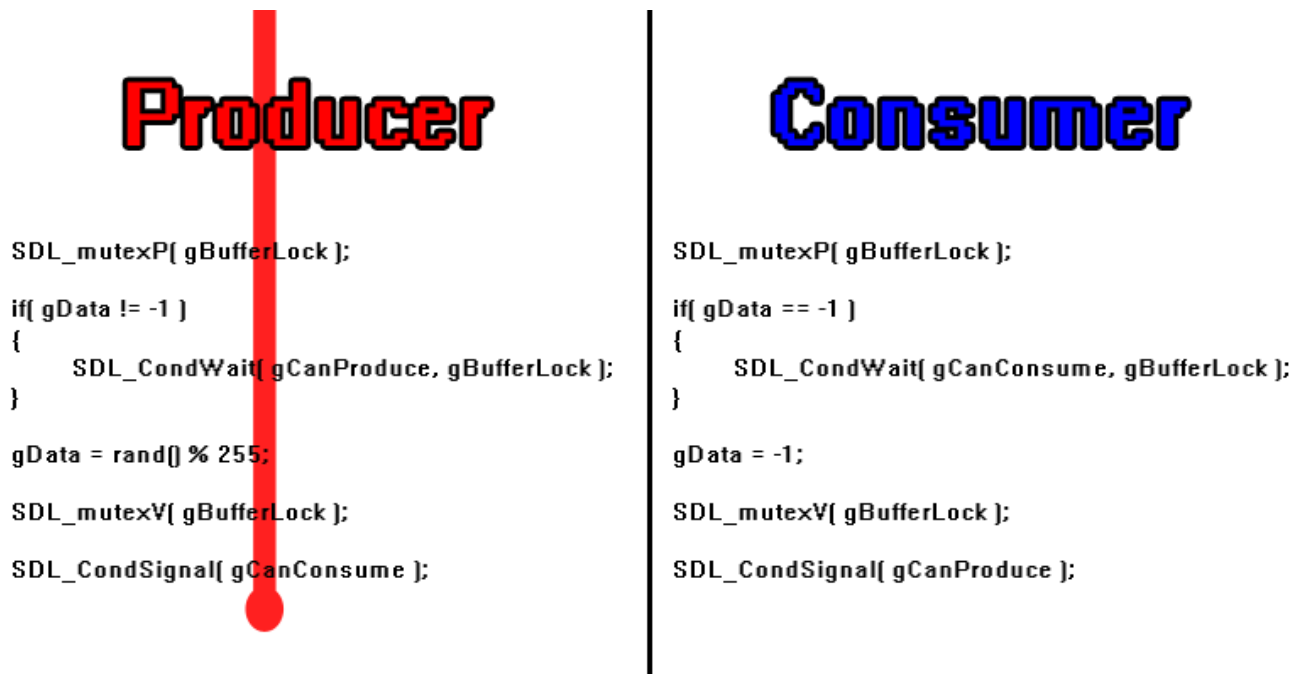 Producer
SDL_mutexP( gBufferLock );
if( gData != -1 )
{
SDL_CondWait( gCanProduce, gBufferLock );
}
gData = rand() % 255;
SDL_mutexV( gBufferLock );
SDL_CondSignal( gCanConsume );
Consumer
SDL_mutexP( gBufferLock );
if( gData == -1 )
{
SDL_CondWait( gCanConsume, gBufferLock );
}
gData = -1;
SDL_mutexV( gBufferLock );
SDL_CondSignal( gCanProduce );